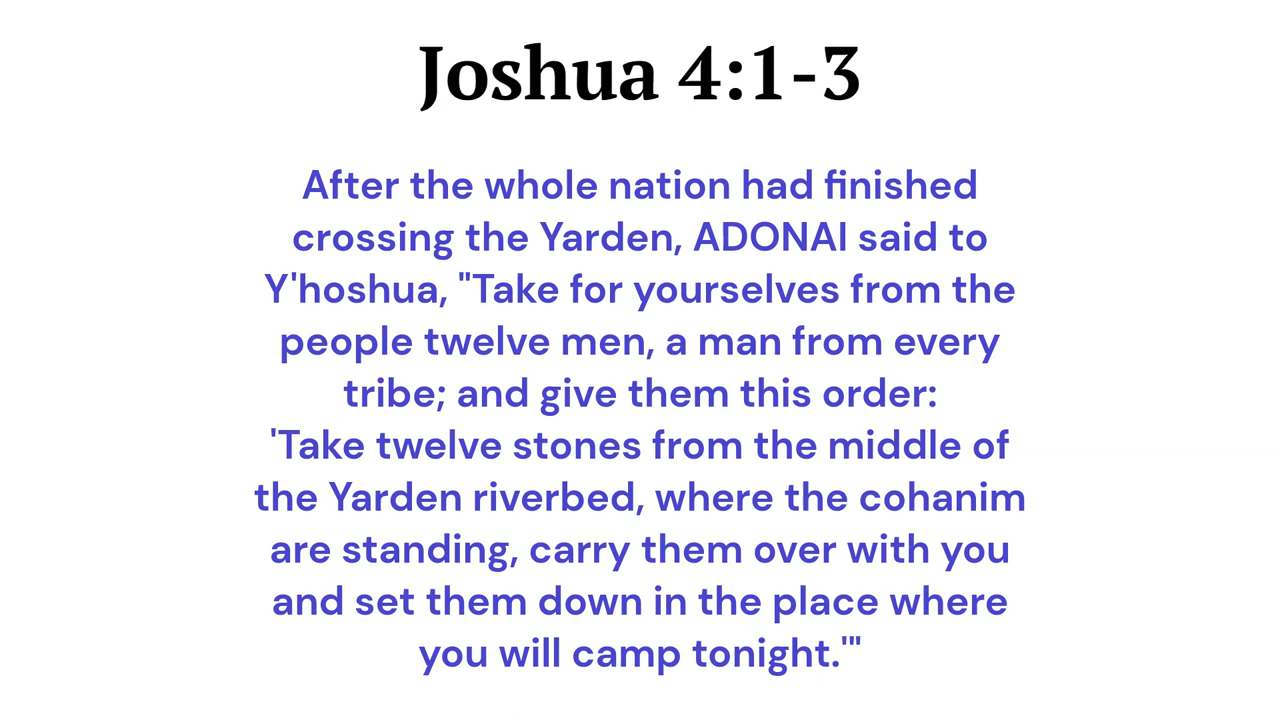 Joshua 4:1-3
After the whole nation had finished
crossing the Yarden, ADONAI said to
Y'hoshua, "Take for yourselves from the
people twelve men, a man from every
tribe; and give them this order:
'Take twelve stones from the middle of
the Yarden riverbed, where the cohanim
are standing, carry them over with you
and set them down in the place where
you will camp tonight.'"